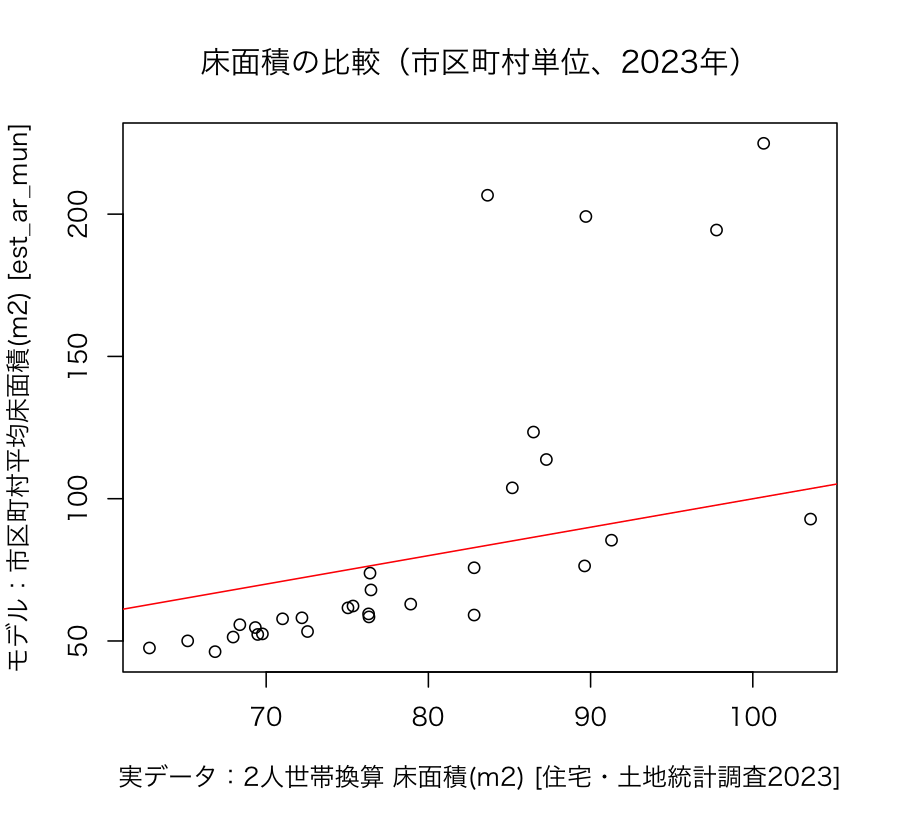 床面積の比較（市区町村単位、2023年）
モデル：市区町村平均床面積(m2) [est_ar_mun]
200
150
100
50
70 80 90 100
実データ：2人世帯換算 床面積(m2) [住宅・土地統計調査2023]